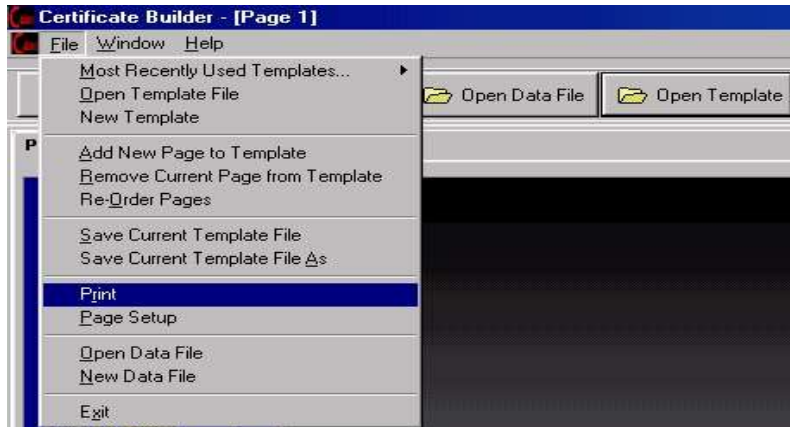 Certificate Builder - [Page 1]
File Window Help
Most Recently Used Templates...
Open Template File
New Template
Open Data File
Open Template
P
Add New Page to Template
Remove Current Page from Template
Re-Order Pages
Save Current Template File
Save Current Template File As
Print
Page Setup
Open Data File
New Data File
Exit